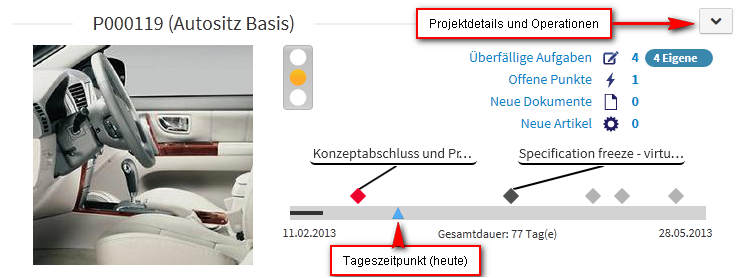 P000119 (Autositz Basis)
Projektdetails und Operationen
Überfällige Aufgaben 4 4 Eigene
Offene Punkte 1
Neue Dokumente 0
Neue Artikel 0
Konzeptabschluss und Pr...
Specification freeze - virtu...
11.02.2013
Gesamtdauer: 77 Tag(e)
28.05.2013
Tageszeitpunkt (heute)